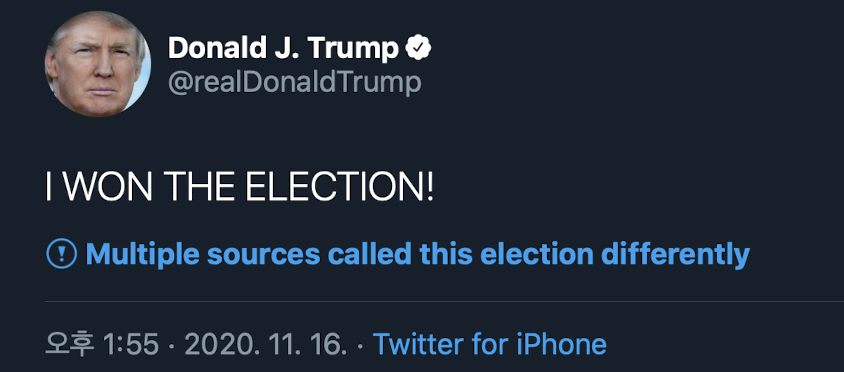 Donald J. Trump
@realDonaldTrump
I WON THE ELECTION!
Multiple sources called this election differently
오후 1:55 · 2020. 11. 16. · Twitter for iPhone